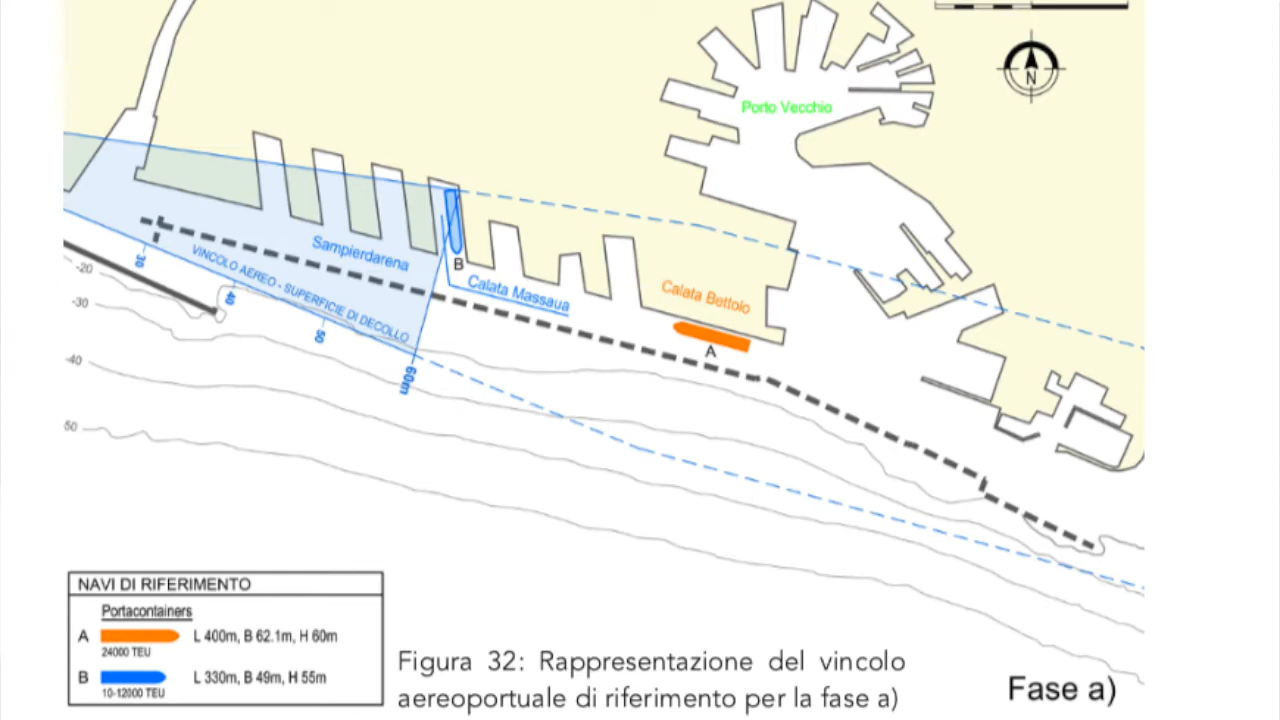 N
Porto Vecchio
Sampierdarena
VINCOLO AEREO - SUPERFICIE DI DECOLLO
B
Calata Massaua
Calata Bettolo
A
30
40
50
60m
-20
-30
-40
50
NAVI DI RIFERIMENTO
Portacontainers
A L 400m, B 62.1m, H 60m
24000 TEU
B L 330m, B 49m, H 55m
10-12000 TEU
Figura 32: Rappresentazione del vincolo
aereoportuale di riferimento per la fase a)
Fase a)